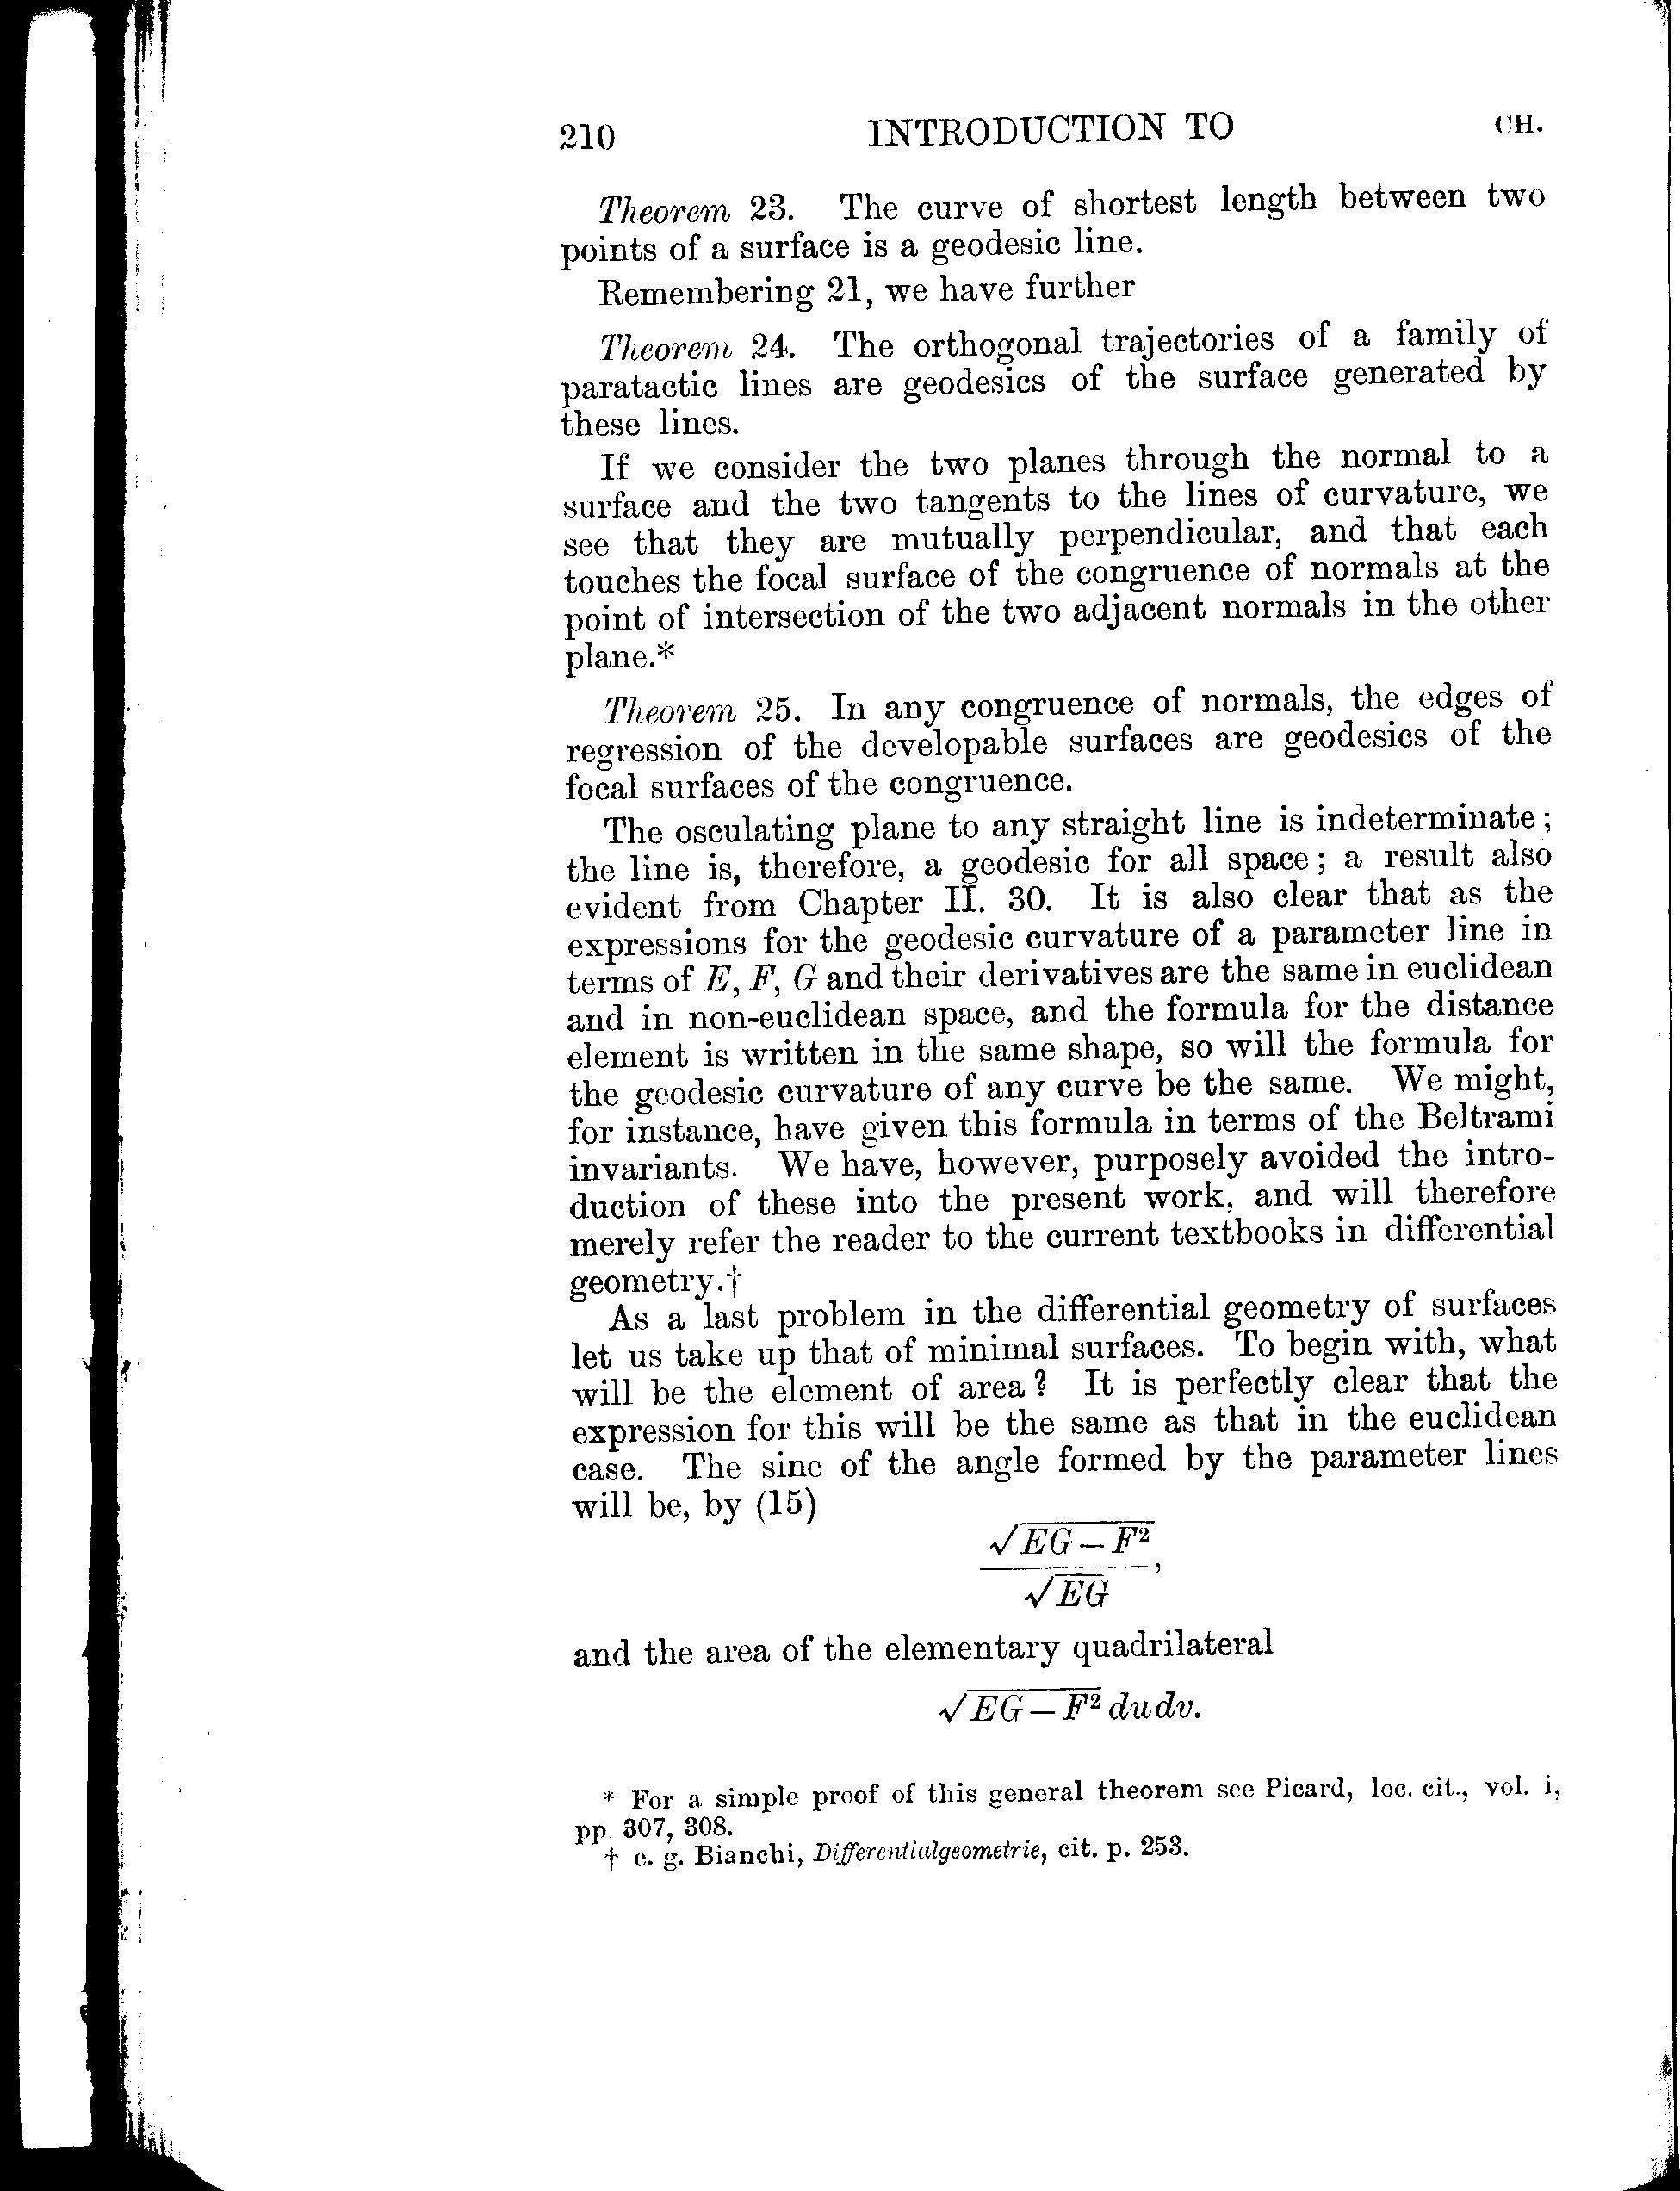 210 INTRODUCTION TO CH.
Theorem 23. The curve of shortest length between two
points of a surface is a geodesic line.
Remembering 21, we have further
Theorem 24. The orthogonal trajectories of a family of
paratactic lines are geodesics of the surface generated by
these lines.
If we consider the two planes through the normal to a
surface and the two tangents to the lines of curvature, we
see that they are mutually perpendicular, and that each
touches the focal surface of the congruence of normals at the
point of intersection of the two adjacent normals in the other
plane.*
Theorem 25. In any congruence of normals, the edges of
regression of the developable surfaces are geodesics of the
focal surfaces of the congruence.
The osculating plane to any straight line is indeterminate;
the line is, therefore, a geodesic for all space; a result also
evident from Chapter II. 30. It is also clear that as the
expressions for the geodesic curvature of a parameter line in
terms of E, F, G and their derivatives are the same in euclidean
and in non-euclidean space, and the formula for the distance
element is written in the same shape, so will the formula for
the geodesic curvature of any curve be the same. We might,
for instance, have given this formula in terms of the Beltrami
invariants. We have, however, purposely avoided the intro-
duction of these into the present work, and will therefore
merely refer the reader to the current textbooks in differential
geometry.†
As a last problem in the differential geometry of surfaces
let us take up that of minimal surfaces. To begin with, what
will be the element of area? It is perfectly clear that the
expression for this will be the same as that in the euclidean
case. The sine of the angle formed by the parameter lines
will be, by (15)
√EG − F²
,
√EG
and the area of the elementary quadrilateral
√EG − F² du dv.
* For a simple proof of this general theorem see Picard, loc. cit., vol. i,
pp. 307, 308.
† e. g. Bianchi, Differentialgeometrie, cit. p. 253.